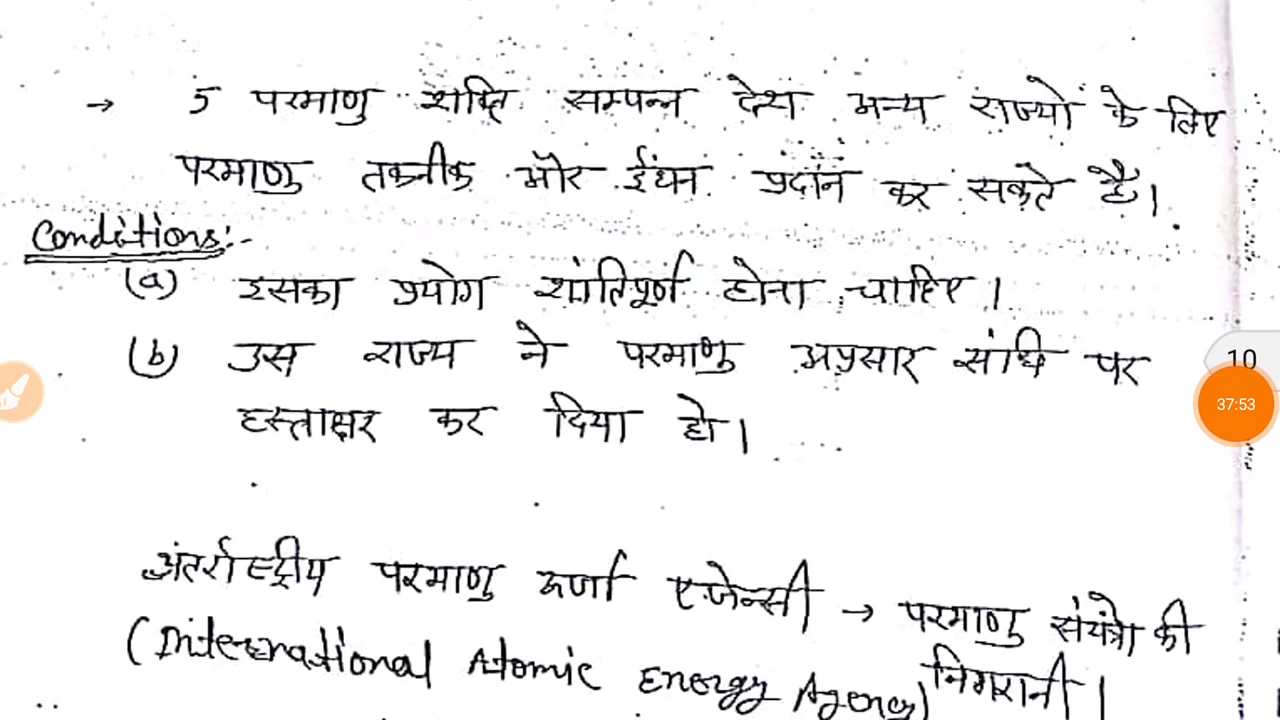 → 5 परमाणु शक्ति सम्पन्न देश अन्य राज्यों के लिए
परमाणु तकनीक और ईंधन प्रदान कर सकते है।
Conditions:-
(a) इसका प्रयोग शांतिपूर्ण होना चाहिए।
(b) उस राज्य ने परमाणु अप्रसार संधि पर
हस्ताक्षर कर दिया हो।
10
37:53
अंतर्राष्ट्रीय परमाणु ऊर्जा एजेन्सी → परमाणु संयंत्रो की
(International Atomic Energy Agency) निगरानी।